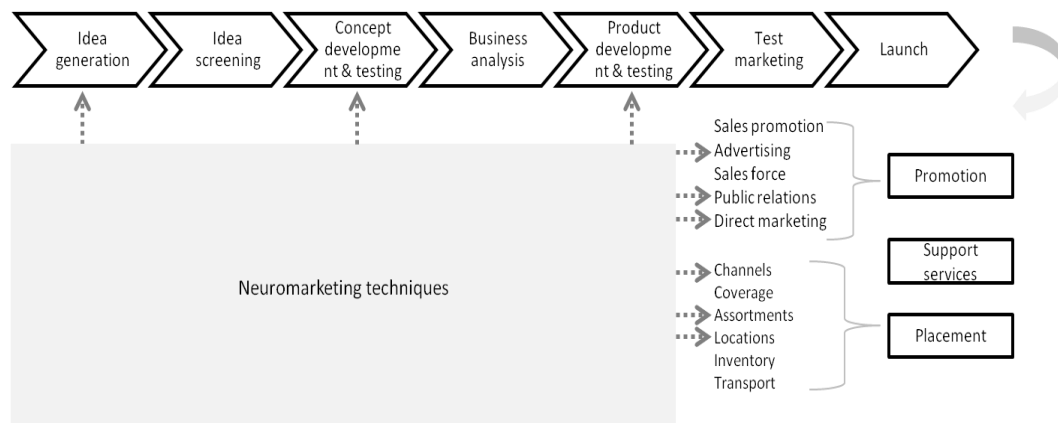 Idea
generation
Idea
screening
Concept
developme
nt & testing
Business
analysis
Product
developme
nt & testing
Test
marketing
Launch
Sales promotion
Advertising
Sales force
Public relations
Direct marketing
Promotion
Support
services
Neuromarketing techniques
Channels
Coverage
Assortments
Locations
Inventory
Transport
Placement